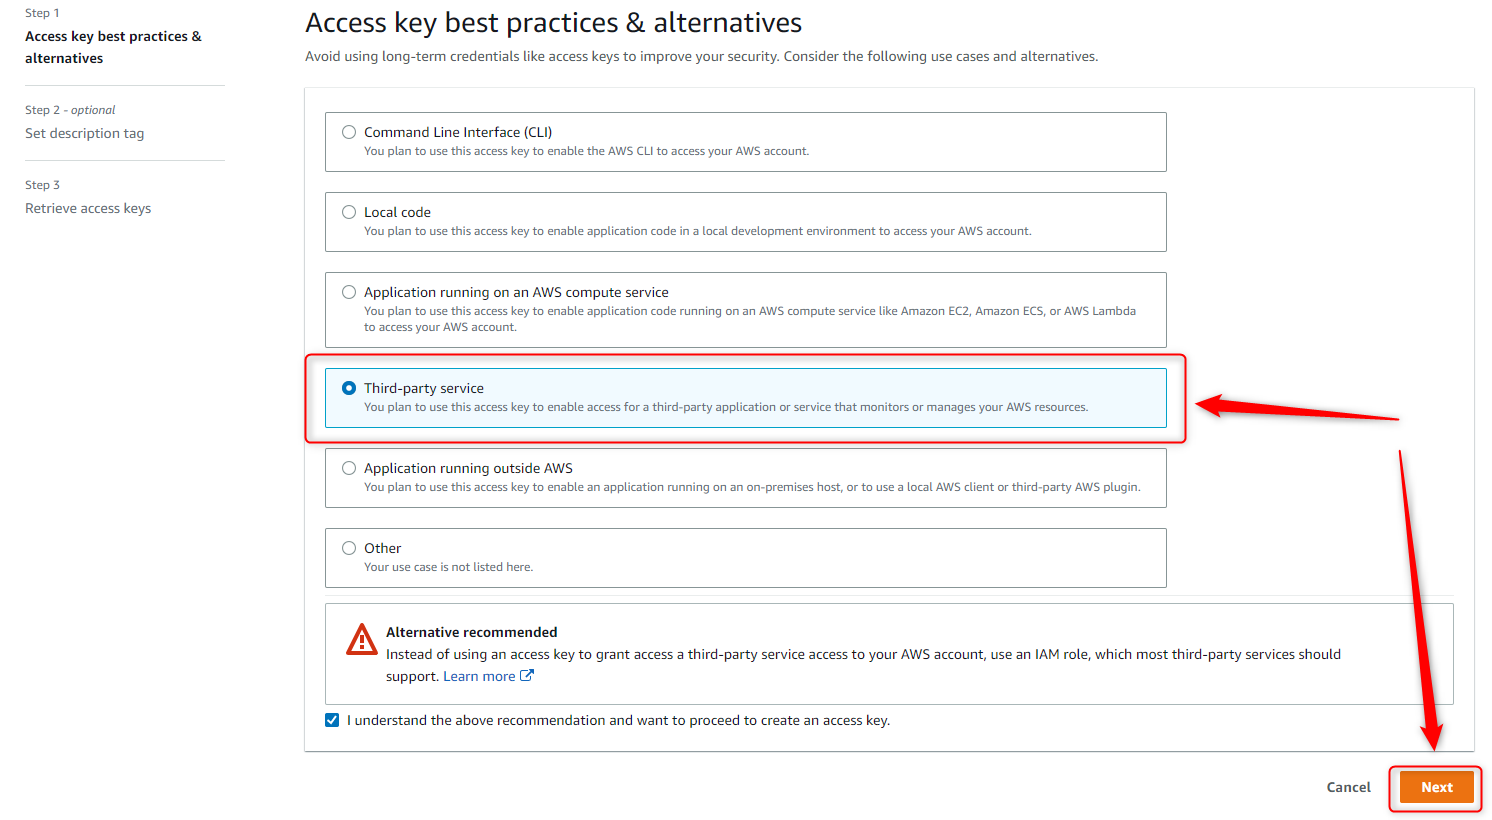 Step 1
Access key best practices &
alternatives
Step 2 - optional
Set description tag
Step 3
Retrieve access keys
Access key best practices & alternatives
Avoid using long-term credentials like access keys to improve your security. Consider the following use cases and alternatives.
Command Line Interface (CLI)
You plan to use this access key to enable the AWS CLI to access your AWS account.
Local code
You plan to use this access key to enable application code in a local development environment to access your AWS account.
Application running on an AWS compute service
You plan to use this access key to enable application code running on an AWS compute service like Amazon EC2, Amazon ECS, or AWS Lambda
to access your AWS account.
Third-party service
You plan to use this access key to enable access for a third-party application or service that monitors or manages your AWS resources.
Application running outside AWS
You plan to use this access key to enable an application running on an on-premises host, or to use a local AWS client or third-party AWS plugin.
Other
Your use case is not listed here.
Alternative recommended
Instead of using an access key to grant access a third-party service access to your AWS account, use an IAM role, which most third-party services should
support. Learn more
I understand the above recommendation and want to proceed to create an access key.
Cancel
Next